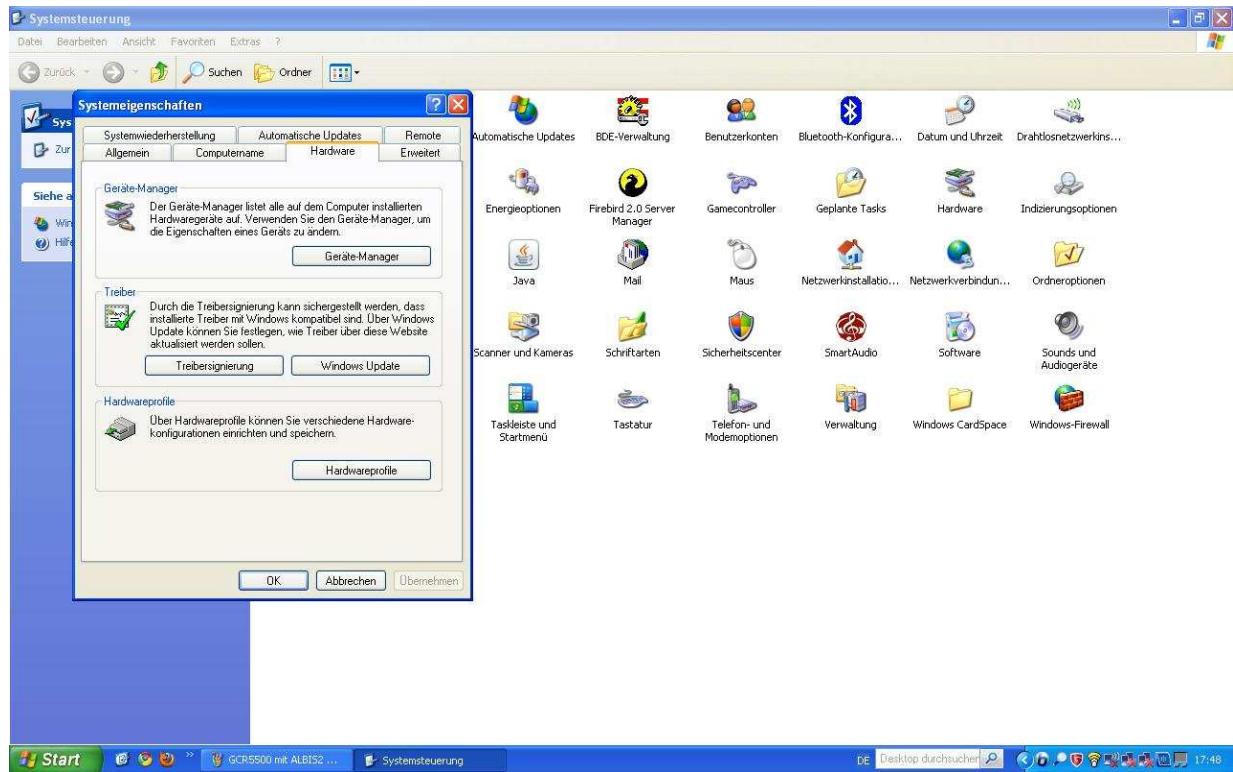 Systemsteuerung
Datei Bearbeiten Ansicht Favoriten Extras ?
Zurück Suchen Ordner
Sys
Zur
Siehe a
Win
Hilfe
Systemeigenschaften
Systemwiederherstellung Automatische Updates Remote
Allgemein Computername Hardware Erweitert
Geräte-Manager
Der Geräte-Manager listet alle auf dem Computer installierten
Hardwaregeräte auf. Verwenden Sie den Geräte-Manager, um
die Eigenschaften eines Geräts zu ändern.
Geräte-Manager
Treiber
Durch die Treibersignierung kann sichergestellt werden, dass
installierte Treiber mit Windows kompatibel sind. Über Windows
Update können Sie festlegen, wie Treiber über diese Website
aktualisiert werden sollen.
Treibersignierung Windows Update
Hardwareprofile
Über Hardwareprofile können Sie verschiedene Hardware-
konfigurationen einrichten und speichern.
Hardwareprofile
OK Abbrechen Übernehmen
Automatische Updates BDE-Verwaltung Benutzerkonten Bluetooth-Konfigura... Datum und Uhrzeit Drahtlosnetzwerkins...
Energieoptionen Firebird 2.0 Server Gamecontroller Geplante Tasks Hardware Indizierungsoptionen
Manager
Java Mail Maus Netzwerkinstallatio... Netzwerkverbindun... Ordneroptionen
Scanner und Kameras Schriftarten Sicherheitscenter SmartAudio Software Sounds und
Audiogeräte
Taskleiste und Tastatur Telefon- und Verwaltung Windows CardSpace Windows-Firewall
Startmenü Modemoptionen
Start GCR5500 mit ALBIS2 ... Systemsteuerung DE Desktop durchsuchen 17:48